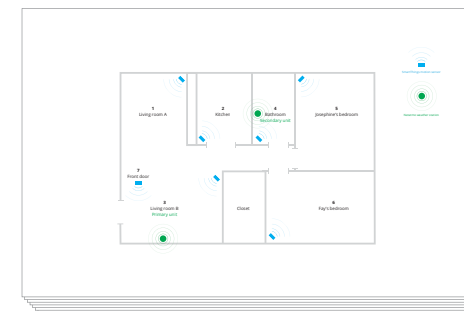 1
Living room A
2
Kitchen
4
Bathroom
Secondary unit
5
Josephine's bedroom
7
Front door
3
Living room B
Primary unit
Closet
6
Fay's bedroom